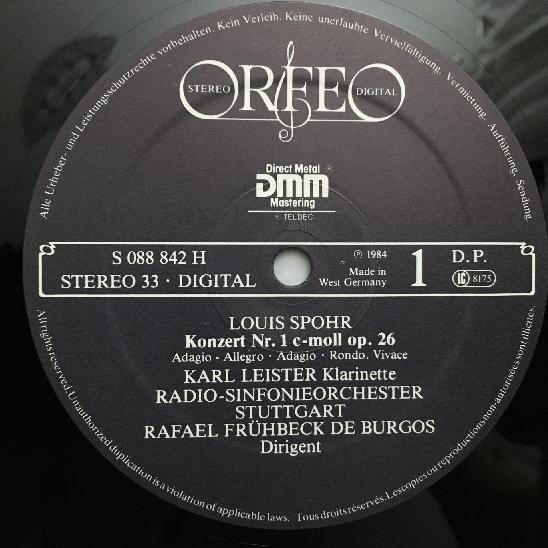 Alle Urheber- und Leistungsschutzrechte vorbehalten. Kein Verleih. Keine unerlaubte Vervielfältigung, Vermietung, Aufführung, Sendung
STEREO ORFEO DIGITAL
Direct Metal
DMM
Mastering
℗ TELDEC
S 088 842 H
STEREO 33 · DIGITAL
℗ 1984
Made in
West Germany
1
D.P.
LC 8175
LOUIS SPOHR
Konzert Nr. 1 c-moll op. 26
Adagio - Allegro · Adagio · Rondo. Vivace
KARL LEISTER Klarinette
RADIO-SINFONIEORCHESTER
STUTTGART
RAFAEL FRÜHBECK DE BURGOS
Dirigent
All rights reserved. Unauthorized duplication is a violation of applicable laws. Tous droits réservés. Les copies ou reproductions non-autorisées sont illicites.